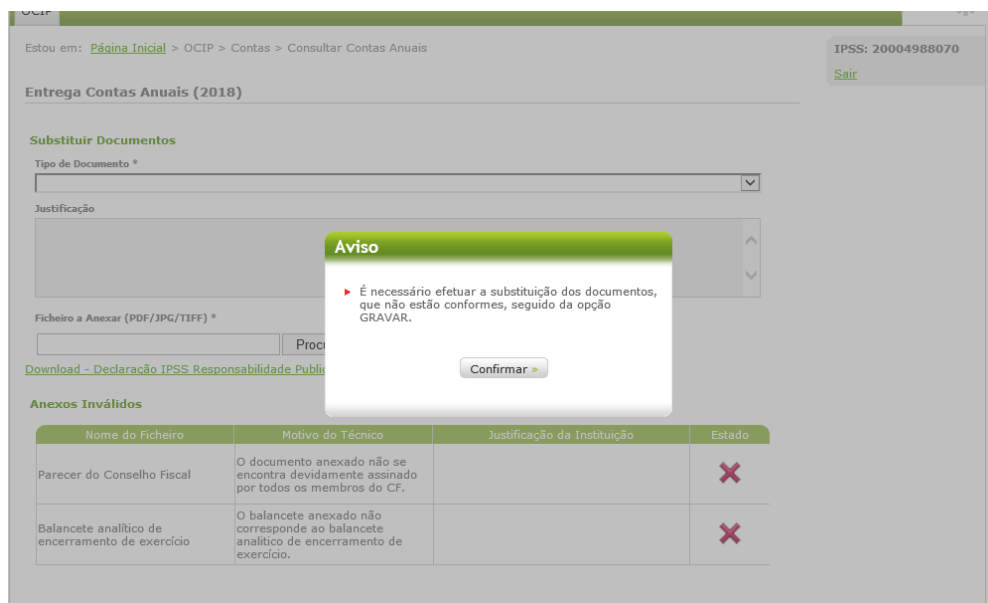 OCIP
Estou em: Página Inicial > OCIP > Contas > Consultar Contas Anuais
IPSS: 20004988070
Sair
Entrega Contas Anuais (2018)
Substituir Documentos
Tipo de Documento *
Justificação
Aviso
É necessário efetuar a substituição dos documentos,
que não estão conformes, seguido da opção
GRAVAR.
Confirmar »
Ficheiro a Anexar (PDF/JPG/TIFF) *
Download - Declaração IPSS Responsabilidade
Anexos Inválidos
Nome do Ficheiro Motivo do Técnico Justificação da Instituição Estado
Parecer do Conselho Fiscal
O documento anexado não se
encontra devidamente assinado
por todos os membros do CF.
Balancete analítico de
encerramento de exercício
O balancete anexado não
corresponde ao balancete
analitico de encerramento de
exercício.